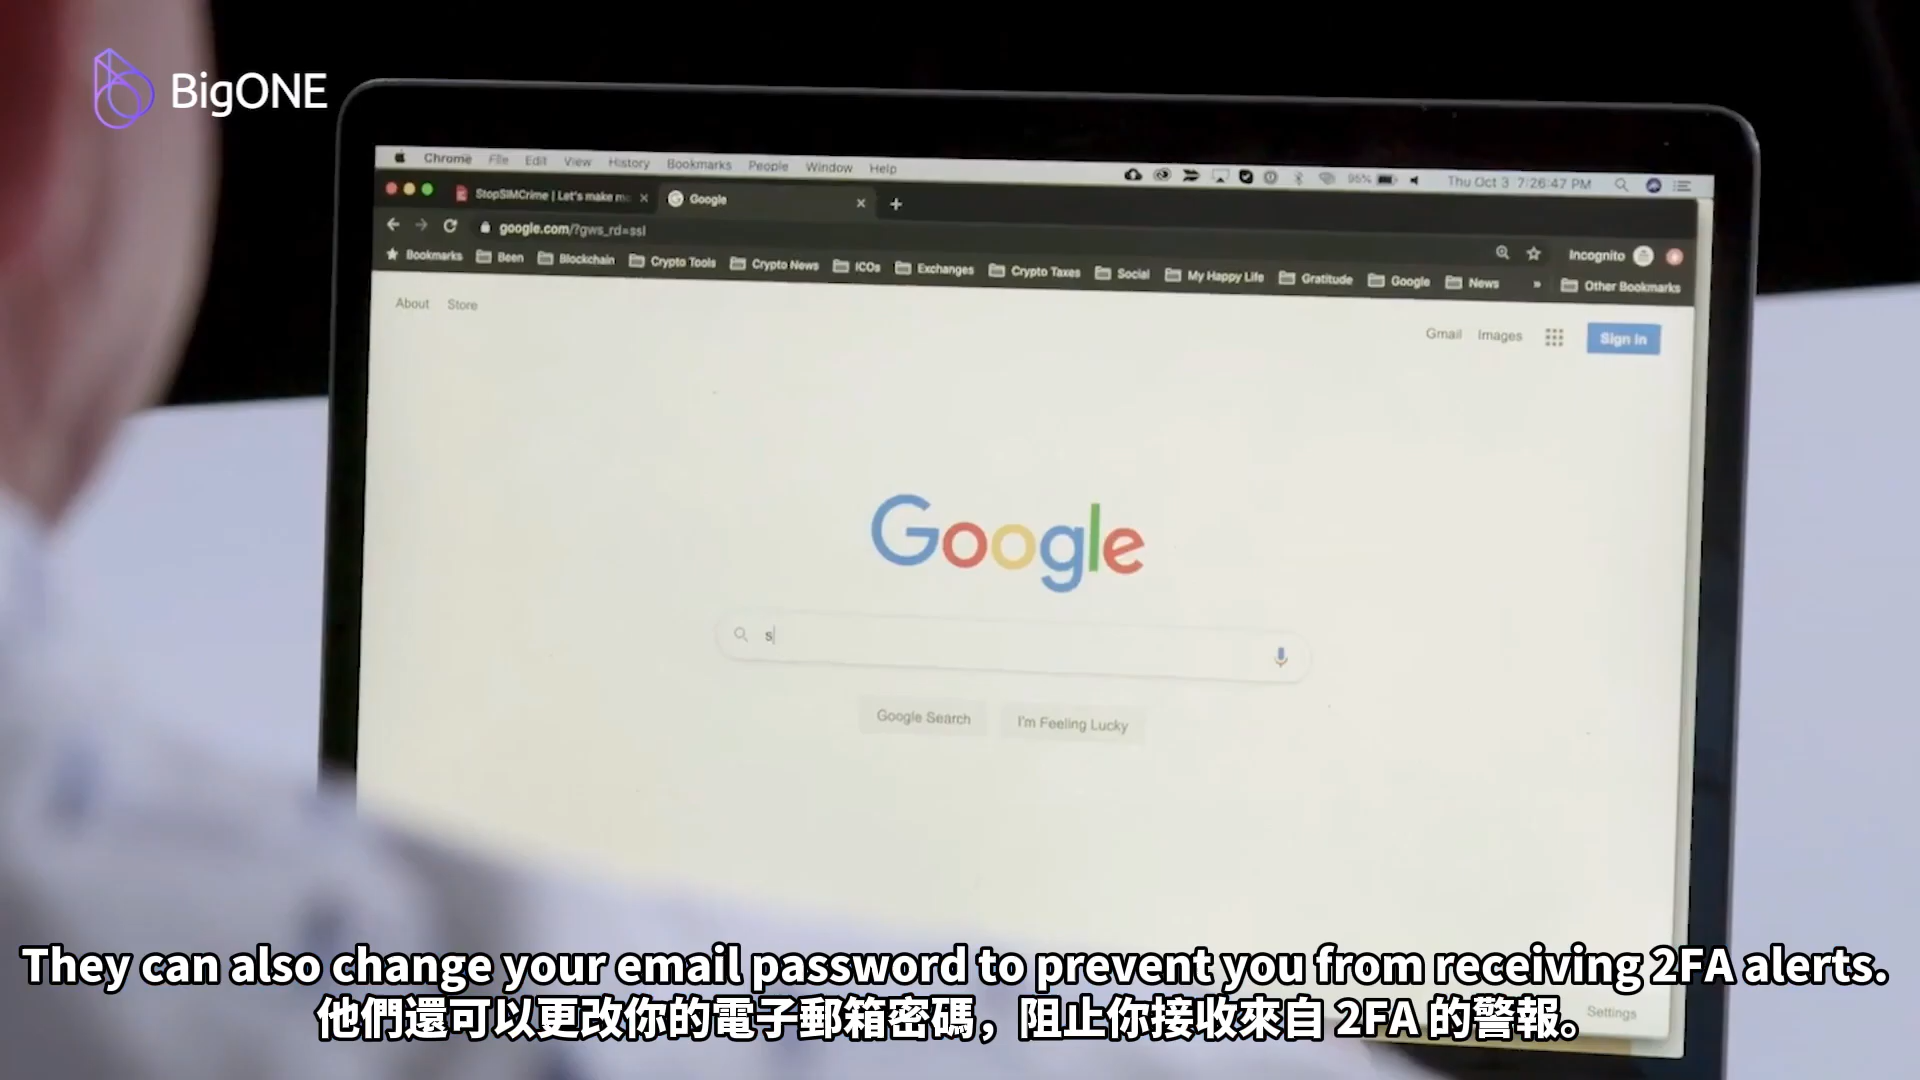 BigONE
Chrome File Edit View History Bookmarks People Window Help
95% Thu Oct 3 7:26:47 PM
StopSIMCrime | Let's make m
Google
google.com/?gws_rd=ssl
Incognito
Bookmarks Been Blockchain Crypto Tools Crypto News ICOs Exchanges Crypto Taxes Social My Happy Life Gratitude Google News » Other Bookmarks
About Store
Gmail Images Sign in
Google
s
Google Search I'm Feeling Lucky
Settings
They can also change your email password to prevent you from receiving 2FA alerts.
他們還可以更改你的電子郵箱密碼，阻止你接收來自 2FA 的警報。